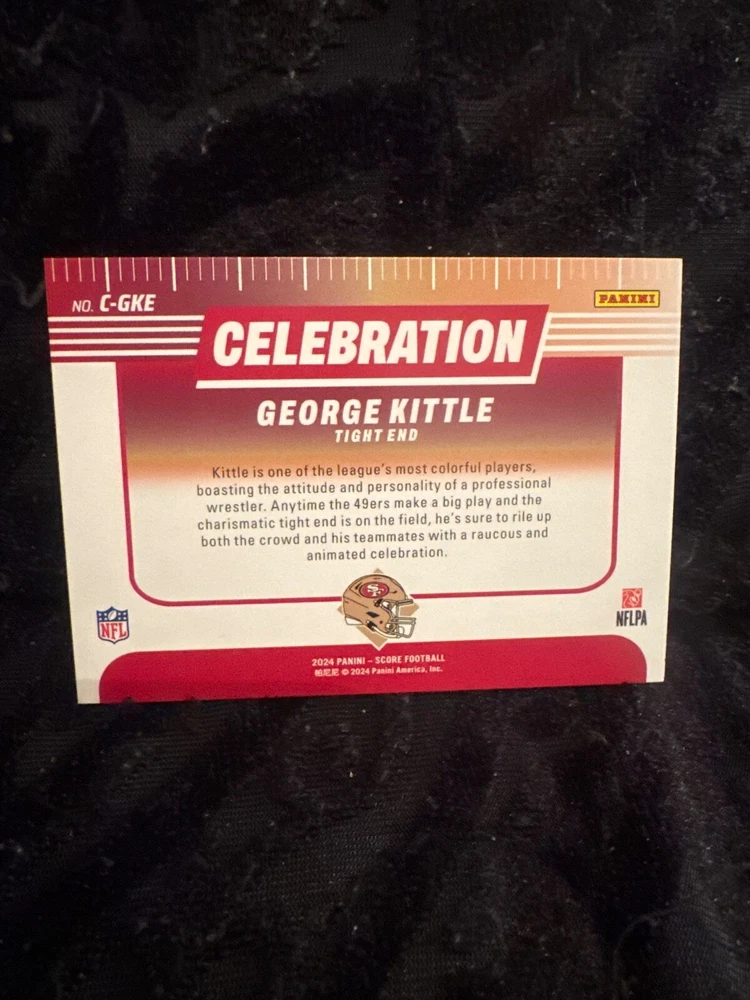 NO. C-GKE
PANINI
CELEBRATION
GEORGE KITTLE
TIGHT END
Kittle is one of the league's most colorful players,
boasting the attitude and personality of a professional
wrestler. Anytime the 49ers make a big play and the
charismatic tight end is on the field, he's sure to rile up
both the crowd and his teammates with a raucous and
animated celebration.
SF
NFL
NFLPA
2024 PANINI – SCORE FOOTBALL
帕尼尼 © 2024 Panini America, Inc.